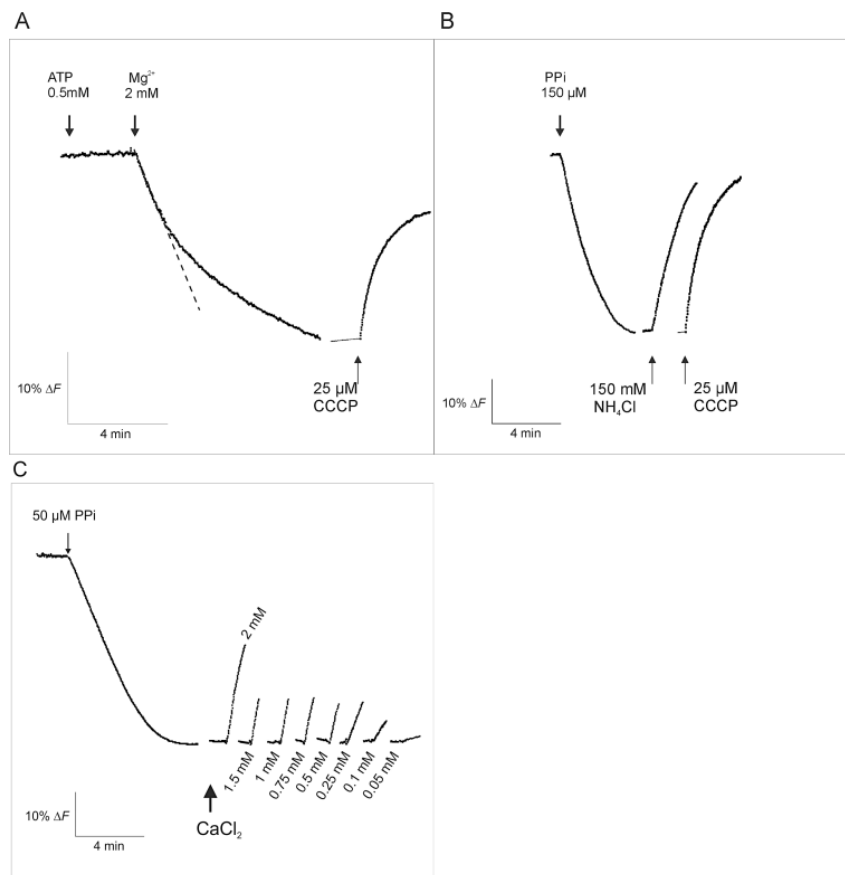 A
ATP
0.5mM
Mg²⁺
2 mM
10% ΔF
4 min
25 µM
CCCP
B
PPi
150 µM
10% ΔF
4 min
150 mM
NH₄Cl
25 µM
CCCP
C
50 µM PPi
2 mM
1.5 mM
1 mM
0.75 mM
0.5 mM
0.25 mM
0.1 mM
0.05 mM
10% ΔF
4 min
CaCl₂